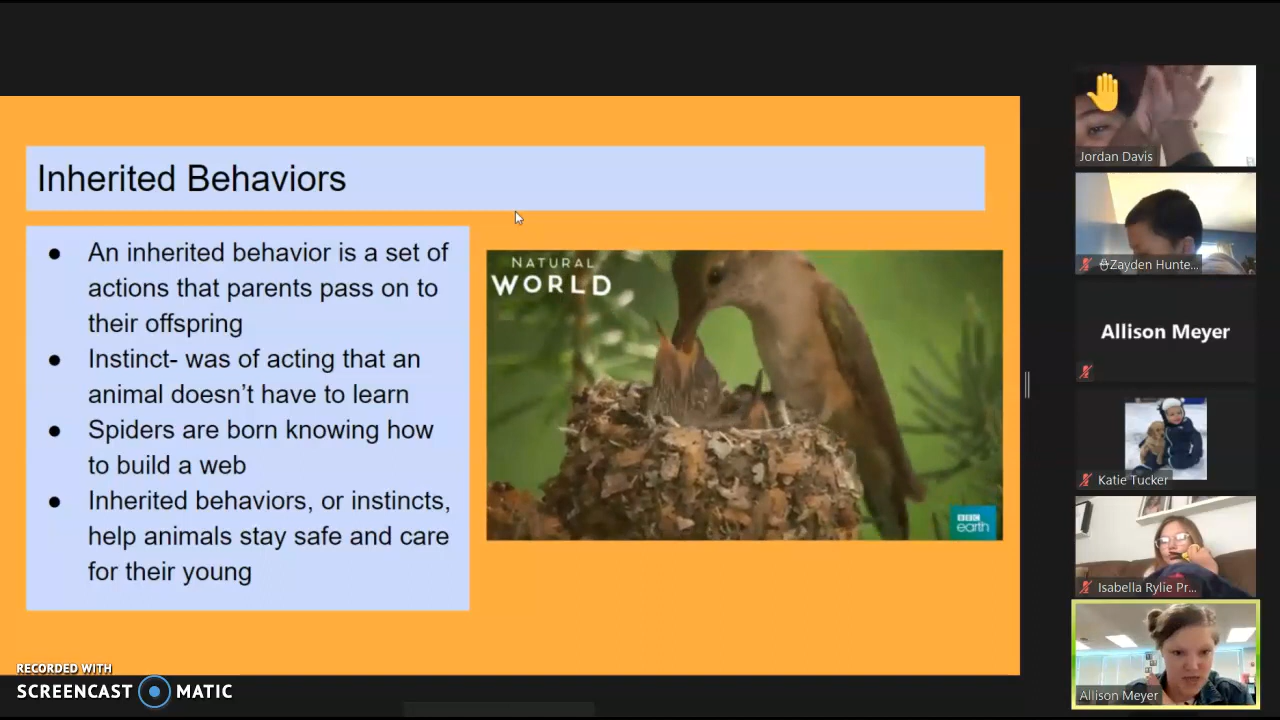 Inherited Behaviors
● An inherited behavior is a set of
actions that parents pass on to
their offspring
● Instinct- was of acting that an
animal doesn’t have to learn
● Spiders are born knowing how
to build a web
● Inherited behaviors, or instincts,
help animals stay safe and care
for their young
NATURAL
WORLD
BBC
earth
Jordan Davis
Zayden Hunte...
Allison Meyer
Katie Tucker
Isabella Rylie Pr...
Allison Meyer
RECORDED WITH
SCREENCAST MATIC